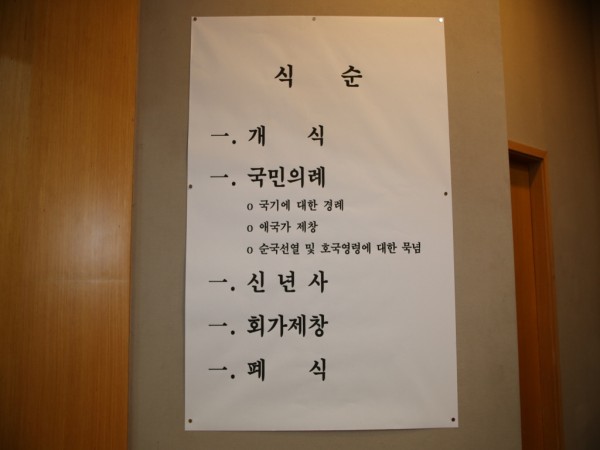 식 순
一. 개 식
一. 국민의례
o 국기에 대한 경례
o 애국가 제창
o 순국선열 및 호국영령에 대한 묵념
一. 신 년 사
一. 회가제창
一. 폐 식